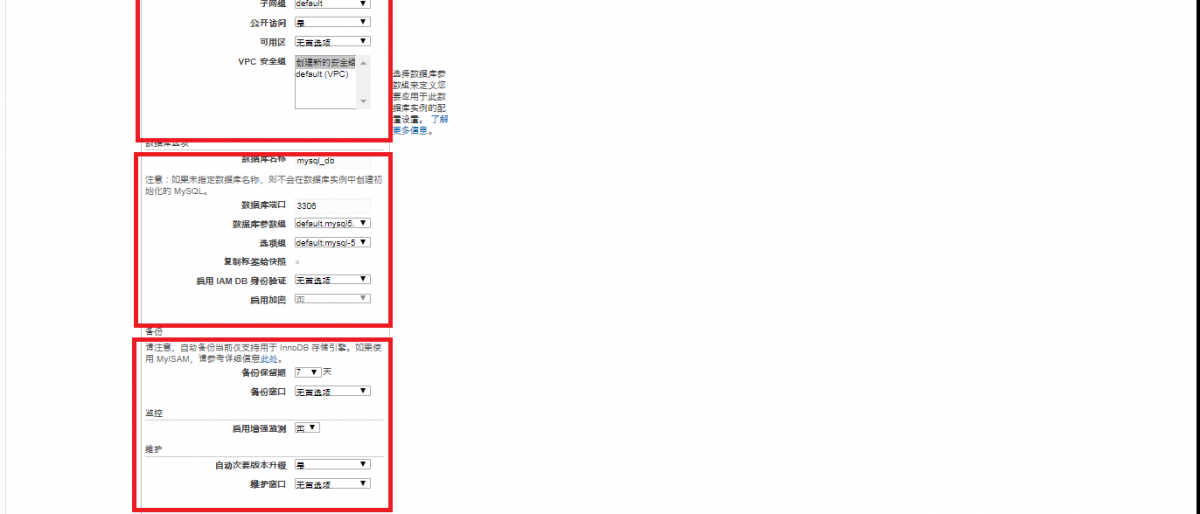 子网组 default
公开访问 是
可用区 无首选项
VPC 安全组 创建新的安全组
default (VPC)
选择数据库参
数组来定义您
要应用于此数
据库实例的配
置设置。 了解
更多信息。
数据库选项
数据库名称 mysql_db
注意：如果未指定数据库名称，则不会在数据库实例中创建初
始化的 MySQL。
数据库端口 3306
数据库参数组 default.mysql5.
选项组 default:mysql-5
复制标签给快照
启用 IAM DB 身份验证 无首选项
启用加密 否
备份
请注意，自动备份当前仅支持用于 InnoDB 存储引擎。如果使
用 MyISAM，请参考详细信息此处。
备份保留期 7 天
备份窗口 无首选项
监控
启用增强监测 否
维护
自动次要版本升级 是
维护窗口 无首选项